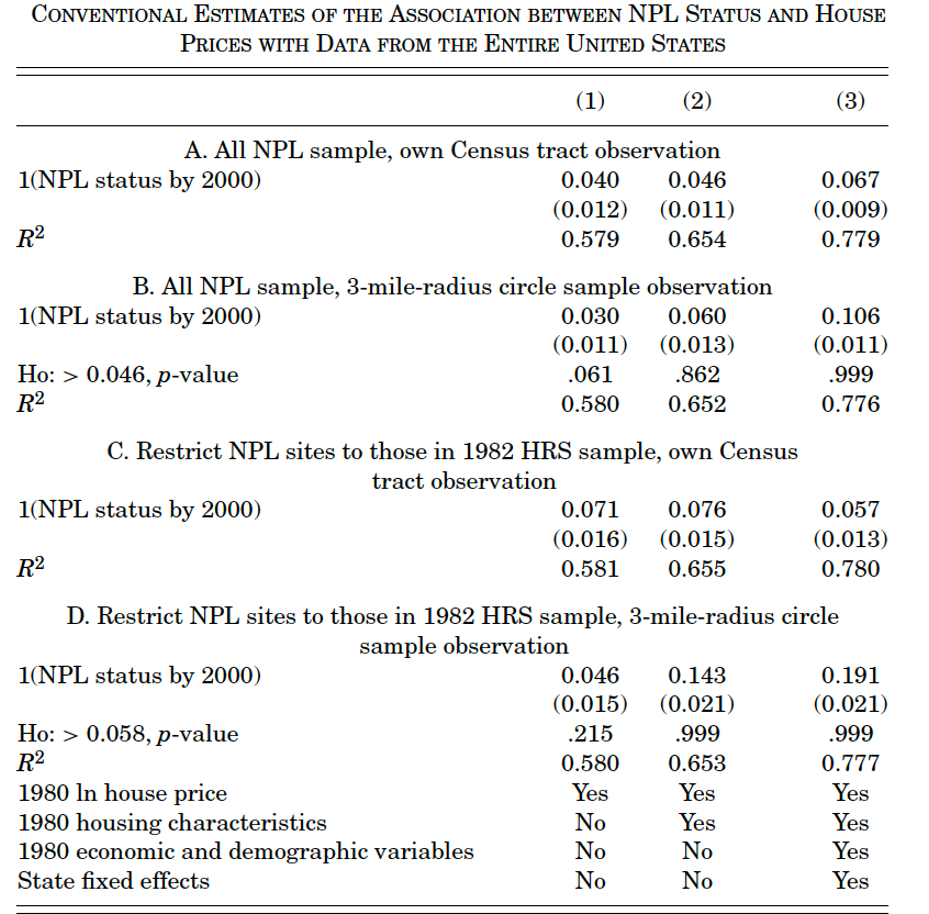 CONVENTIONAL ESTIMATES OF THE ASSOCIATION BETWEEN NPL STATUS AND HOUSE
PRICES WITH DATA FROM THE ENTIRE UNITED STATES
(1) (2) (3)
A. All NPL sample, own Census tract observation
1(NPL status by 2000) 0.040 0.046 0.067
(0.012) (0.011) (0.009)
R² 0.579 0.654 0.779
B. All NPL sample, 3-mile-radius circle sample observation
1(NPL status by 2000) 0.030 0.060 0.106
(0.011) (0.013) (0.011)
Ho: > 0.046, p-value .061 .862 .999
R² 0.580 0.652 0.776
C. Restrict NPL sites to those in 1982 HRS sample, own Census
tract observation
1(NPL status by 2000) 0.071 0.076 0.057
(0.016) (0.015) (0.013)
R² 0.581 0.655 0.780
D. Restrict NPL sites to those in 1982 HRS sample, 3-mile-radius circle
sample observation
1(NPL status by 2000) 0.046 0.143 0.191
(0.015) (0.021) (0.021)
Ho: > 0.058, p-value .215 .999 .999
R² 0.580 0.653 0.777
1980 ln house price Yes Yes Yes
1980 housing characteristics No Yes Yes
1980 economic and demographic variables No No Yes
State fixed effects No No Yes